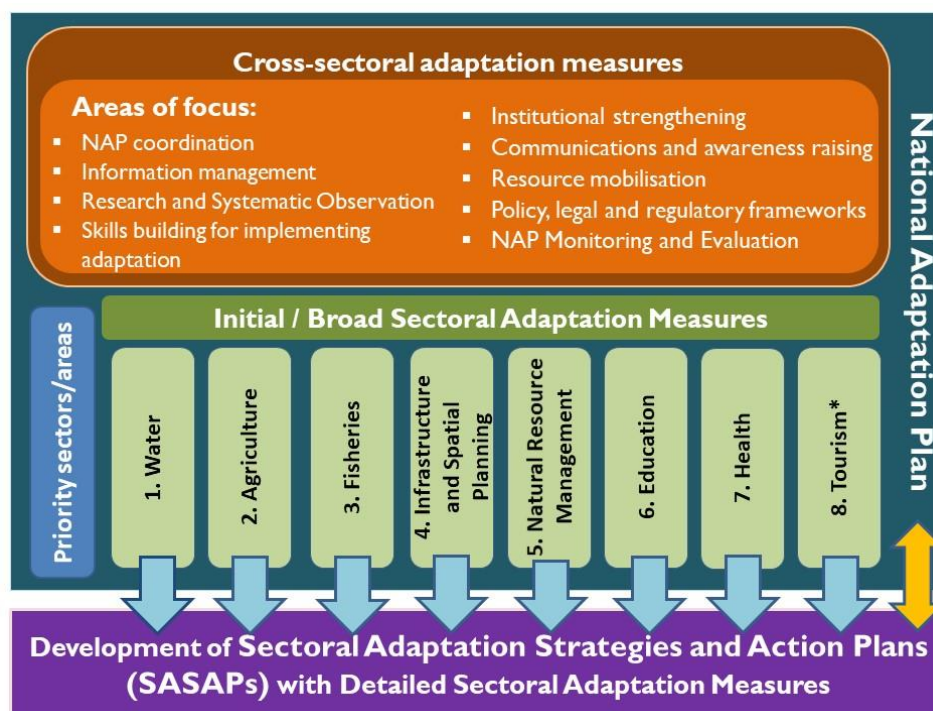 Cross-sectoral adaptation measures
Areas of focus:
▪ NAP coordination
▪ Information management
▪ Research and Systematic Observation
▪ Skills building for implementing
adaptation
▪ Institutional strengthening
▪ Communications and awareness raising
▪ Resource mobilisation
▪ Policy, legal and regulatory frameworks
▪ NAP Monitoring and Evaluation
National Adaptation Plan
Priority sectors/areas
Initial / Broad Sectoral Adaptation Measures
1. Water
2. Agriculture
3. Fisheries
4. Infrastructure
and Spatial
Planning
5. Natural Resource
Management
6. Education
7. Health
8. Tourism*
Development of Sectoral Adaptation Strategies and Action Plans
(SASAPs) with Detailed Sectoral Adaptation Measures